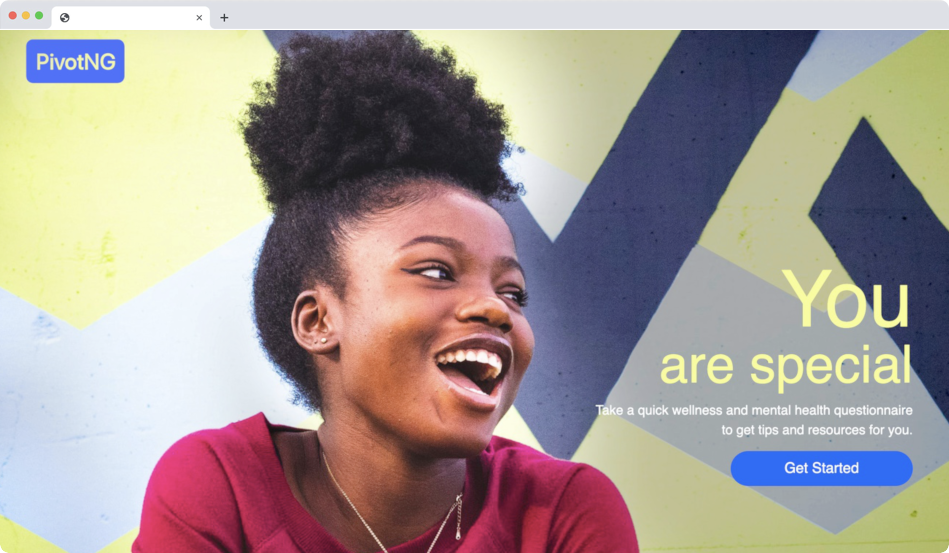 PivotNG
You
are special
Take a quick wellness and mental health questionnaire
to get tips and resources for you.
Get Started